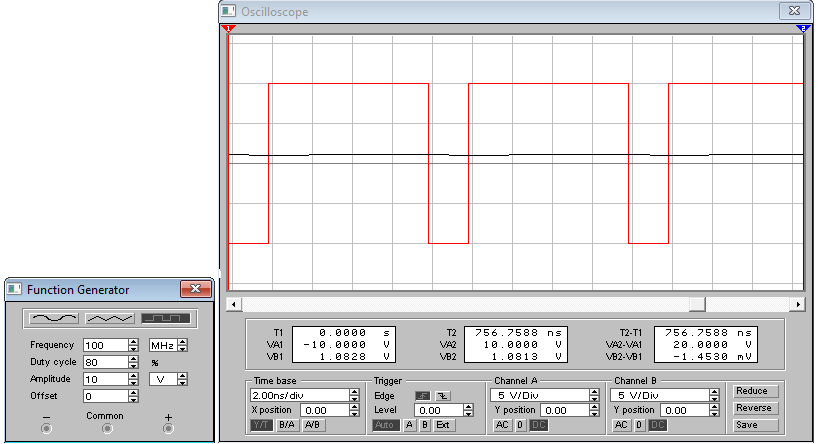 Oscilloscope
1
2
T1 0.0000 s T2 756.7588 ns T2-T1 756.7588 ns
VA1 -10.0000 V VA2 10.0000 V VA2-VA1 20.0000 V
VB1 1.0828 V VB2 1.0813 V VB2-VB1 -1.4530 mV
Time base Trigger Channel A Channel B
2.00ns/div Edge 5 V/Div 5 V/Div Reduce
X position 0.00 Level 0.00 Y position 0.00 Y position 0.00 Reverse
Y/T B/A A/B Auto A B Ext AC 0 DC AC 0 DC Save
Function Generator
Frequency 100 MHz
Duty cycle 80 %
Amplitude 10 V
Offset 0
− Common +